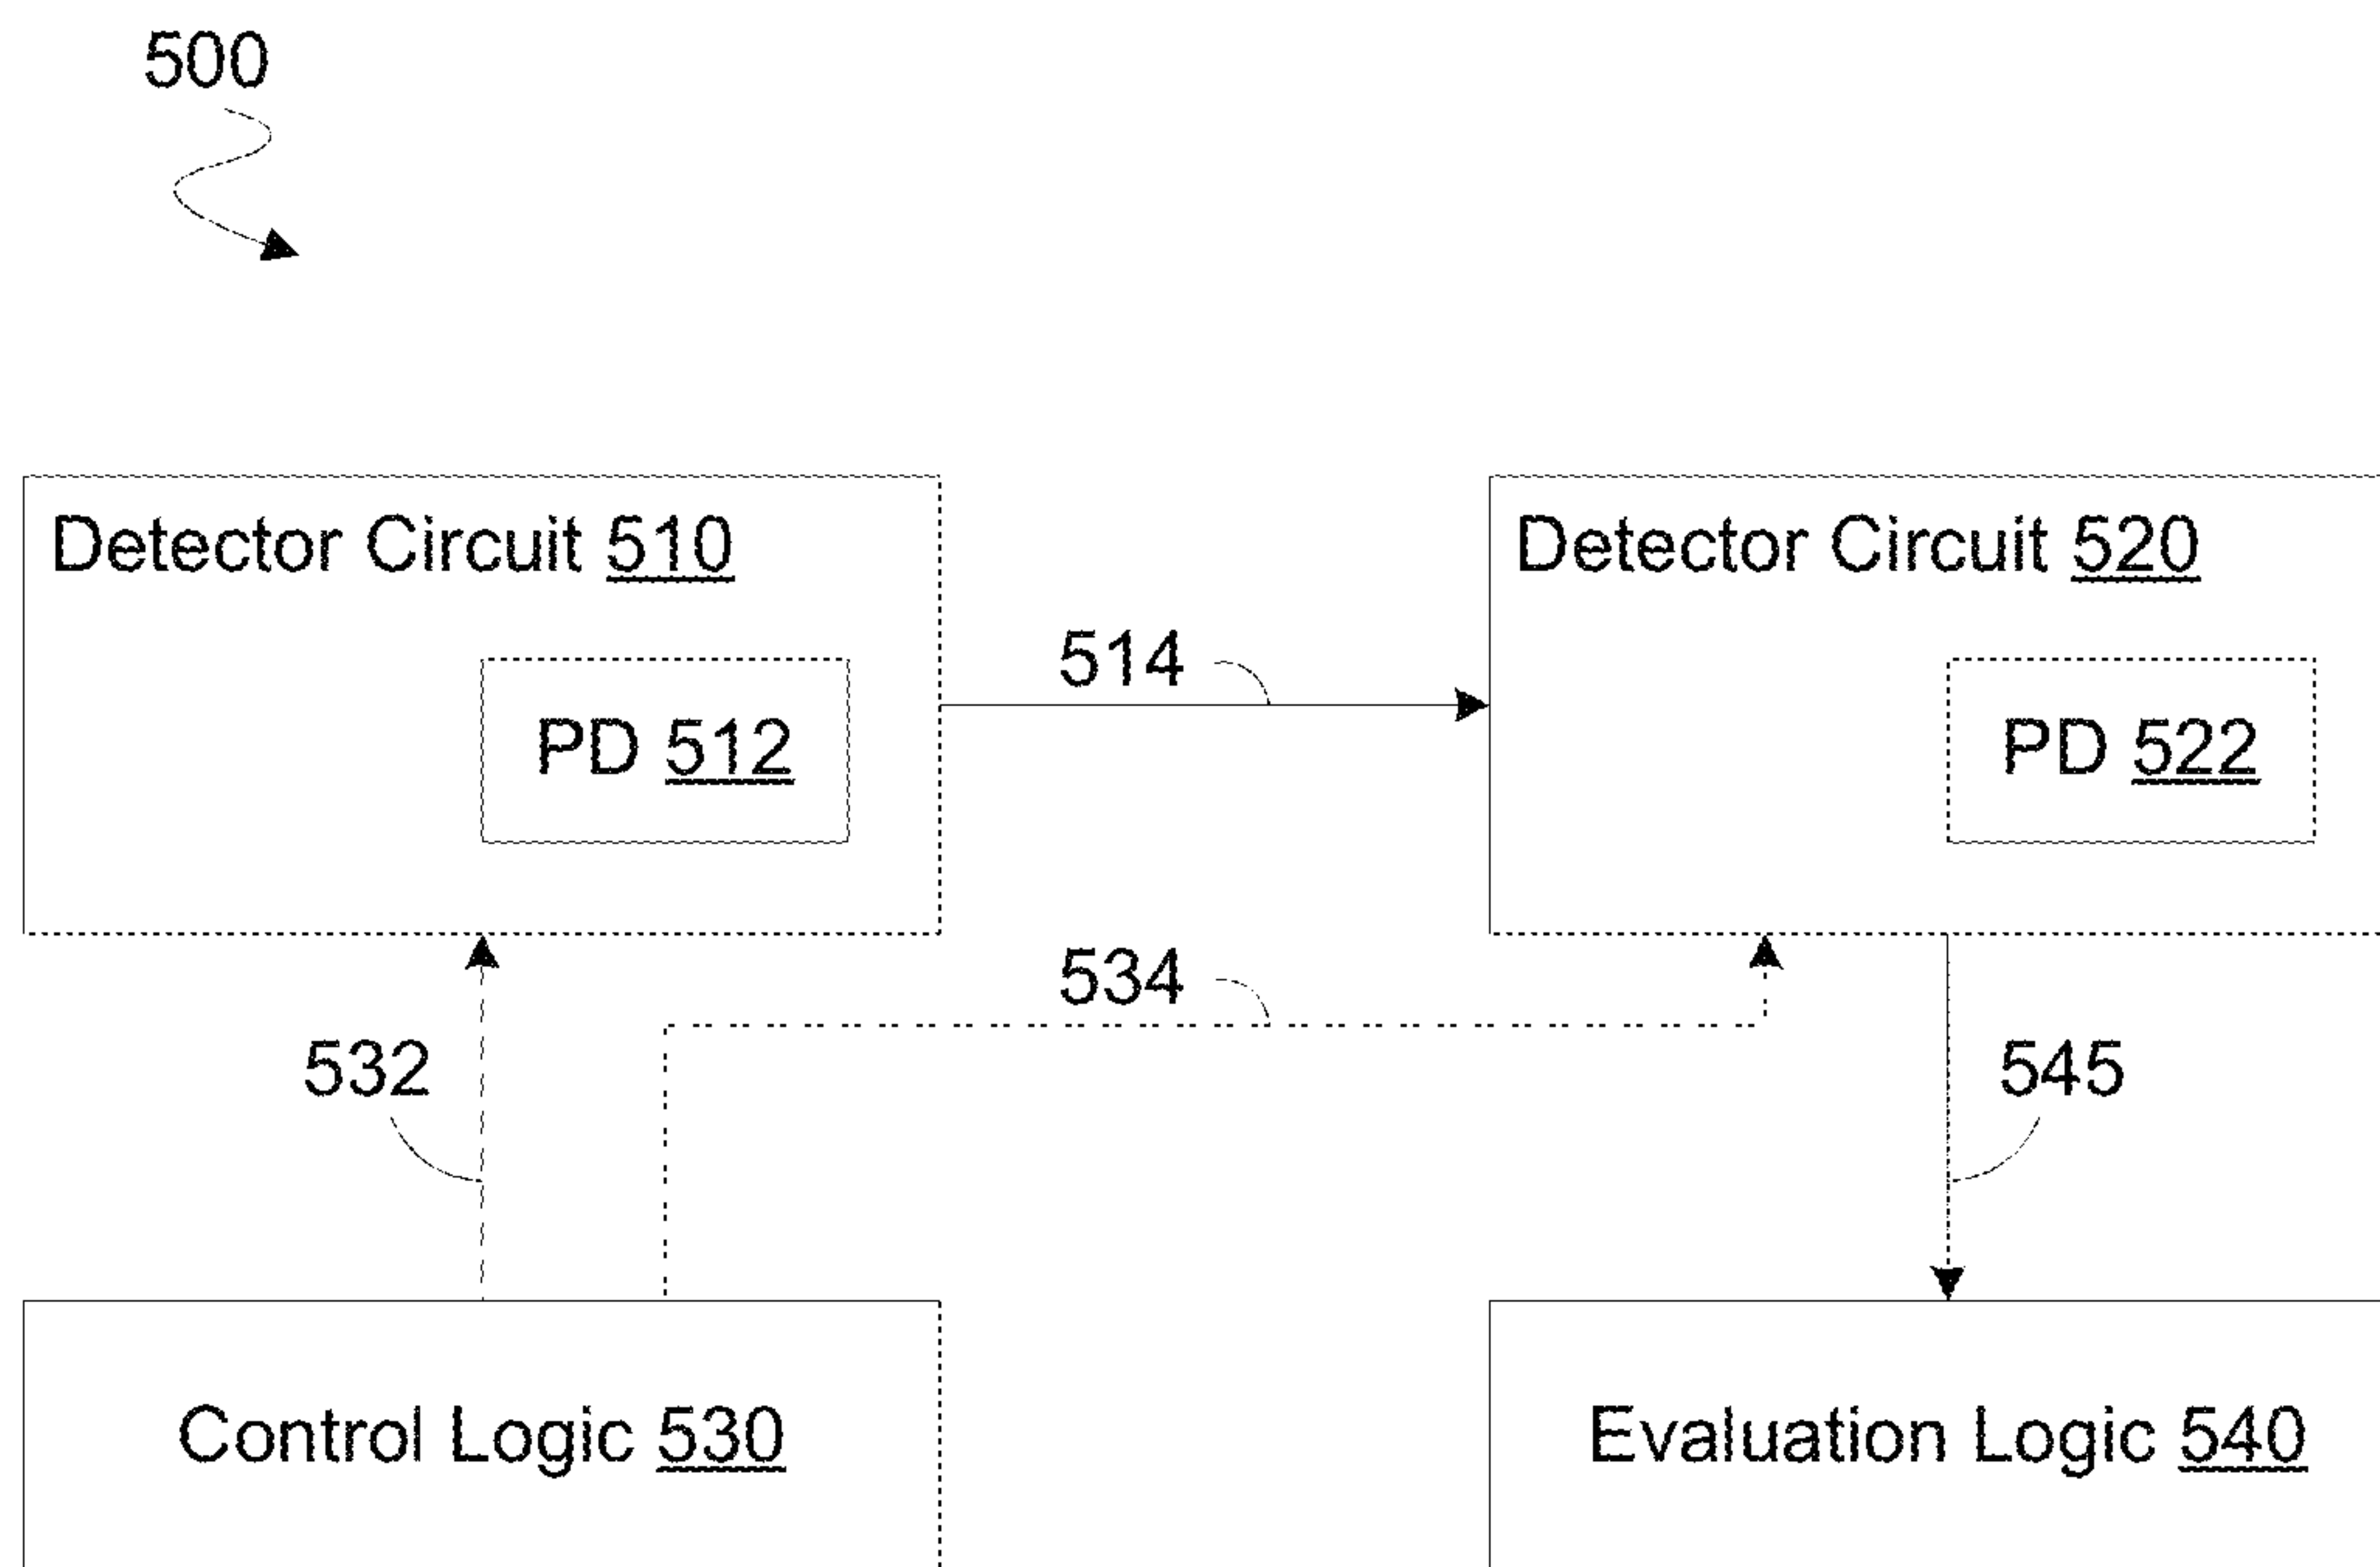 500
Detector Circuit 510
Detector Circuit 520
514
PD 512
PD 522
534
532
545
Control Logic 530
Evaluation Logic 540